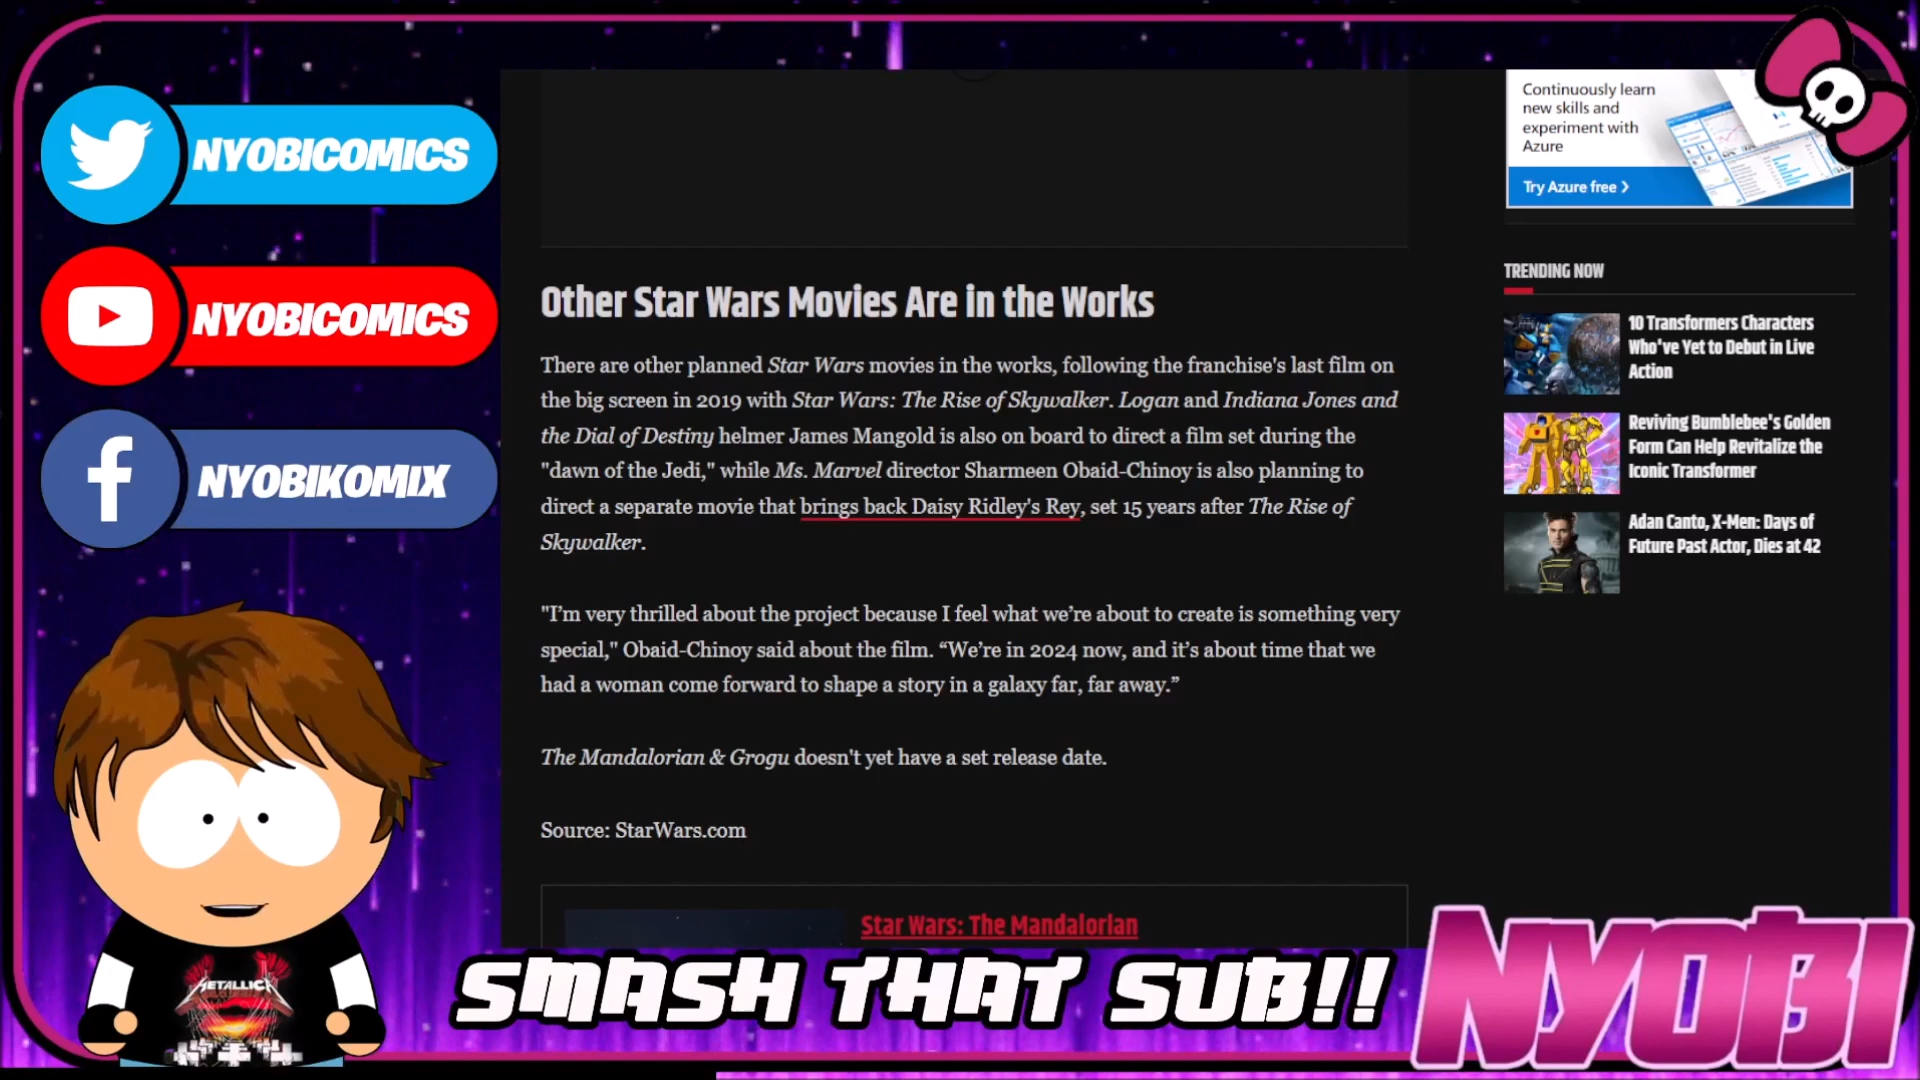 NYOBICOMICS
NYOBICOMICS
NYOBIKOMIX
Other Star Wars Movies Are in the Works
There are other planned Star Wars movies in the works, following the franchise's last film on
the big screen in 2019 with Star Wars: The Rise of Skywalker. Logan and Indiana Jones and
the Dial of Destiny helmer James Mangold is also on board to direct a film set during the
"dawn of the Jedi," while Ms. Marvel director Sharmeen Obaid-Chinoy is also planning to
direct a separate movie that brings back Daisy Ridley's Rey, set 15 years after The Rise of
Skywalker.
"I’m very thrilled about the project because I feel what we’re about to create is something very
special," Obaid-Chinoy said about the film. “We’re in 2024 now, and it’s about time that we
had a woman come forward to shape a story in a galaxy far, far away.”
The Mandalorian & Grogu doesn't yet have a set release date.
Source: StarWars.com
Star Wars: The Mandalorian
Continuously learn
new skills and
experiment with
Azure
Try Azure free ❯
TRENDING NOW
10 Transformers Characters
Who've Yet to Debut in Live
Action
Reviving Bumblebee's Golden
Form Can Help Revitalize the
Iconic Transformer
Adan Canto, X-Men: Days of
Future Past Actor, Dies at 42
METALLICA
SMASH THAT SUB!!
NYOBI